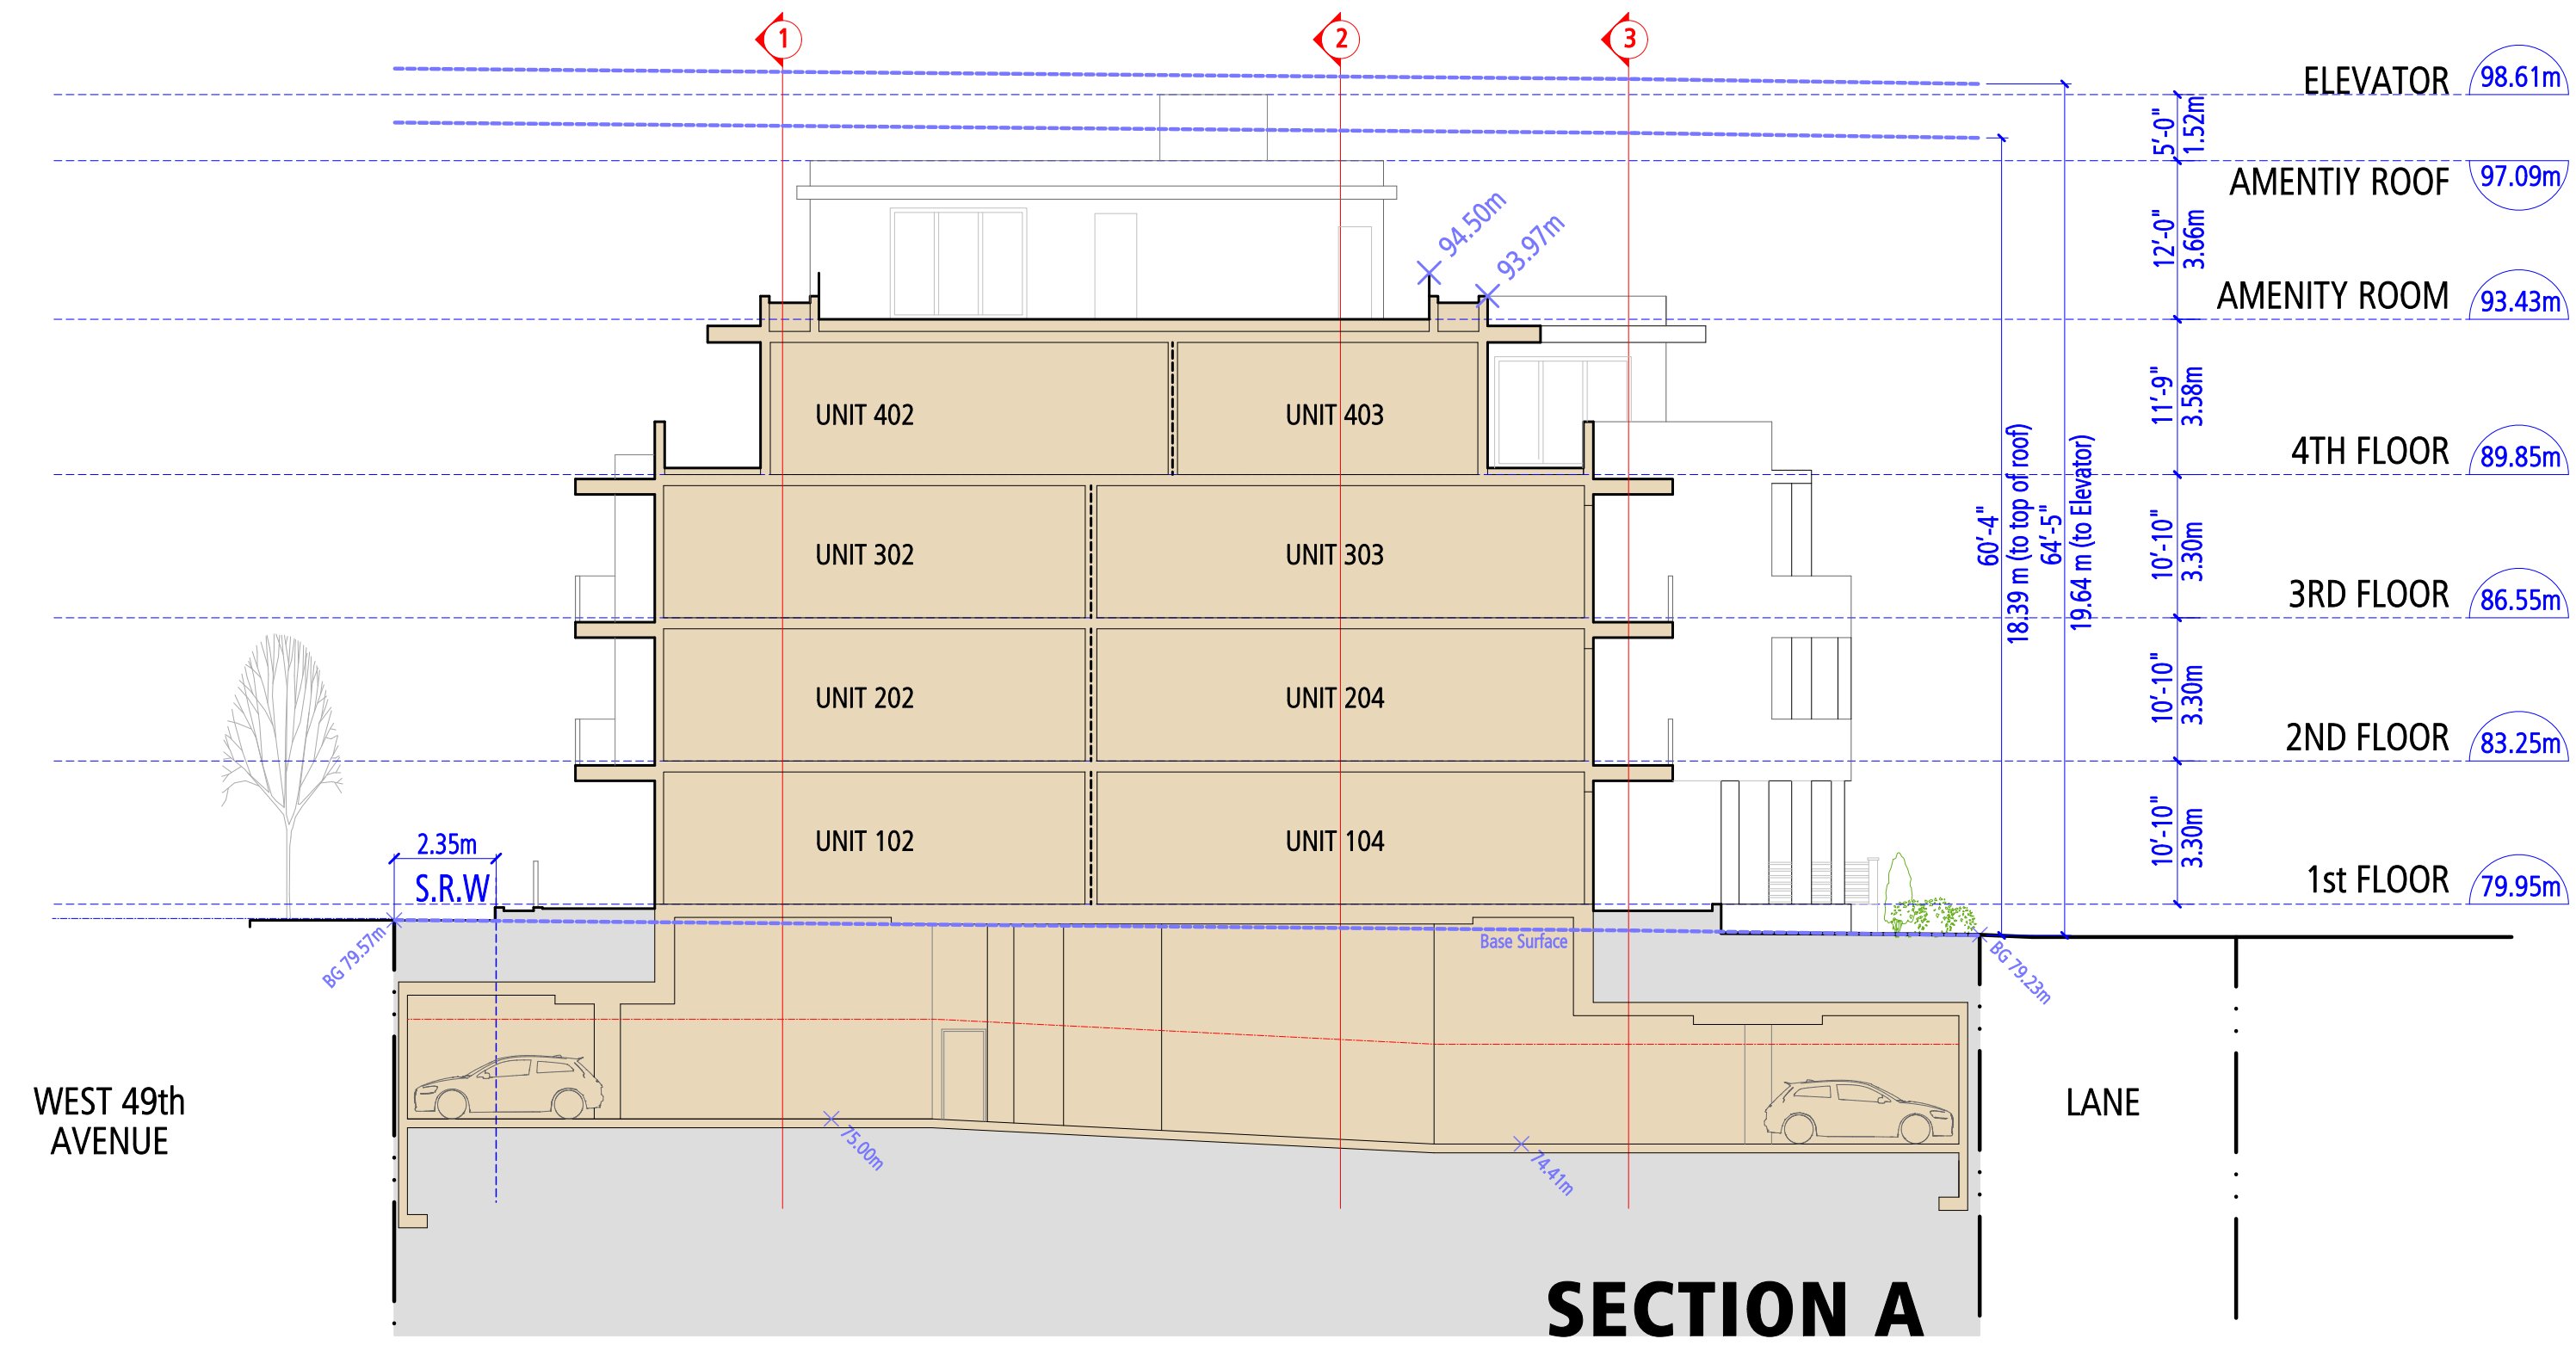 1
2
3
ELEVATOR 98.61m
5'-0"
1.52m
AMENTIY ROOF 97.09m
12'-0"
3.66m
94.50m
93.97m
AMENITY ROOM 93.43m
11'-9"
3.58m
UNIT 402 UNIT 403
4TH FLOOR 89.85m
60'-4"
18.39 m (to top of roof)
64'-5"
19.64 m (to Elevator)
10'-10"
3.30m
UNIT 302 UNIT 303
3RD FLOOR 86.55m
10'-10"
3.30m
UNIT 202 UNIT 204
2ND FLOOR 83.25m
10'-10"
3.30m
UNIT 102 UNIT 104
2.35m
S.R.W
1st FLOOR 79.95m
BG 79.57m
Base Surface
BG 79.23m
WEST 49th
AVENUE
LANE
75.00m
74.41m
SECTION A